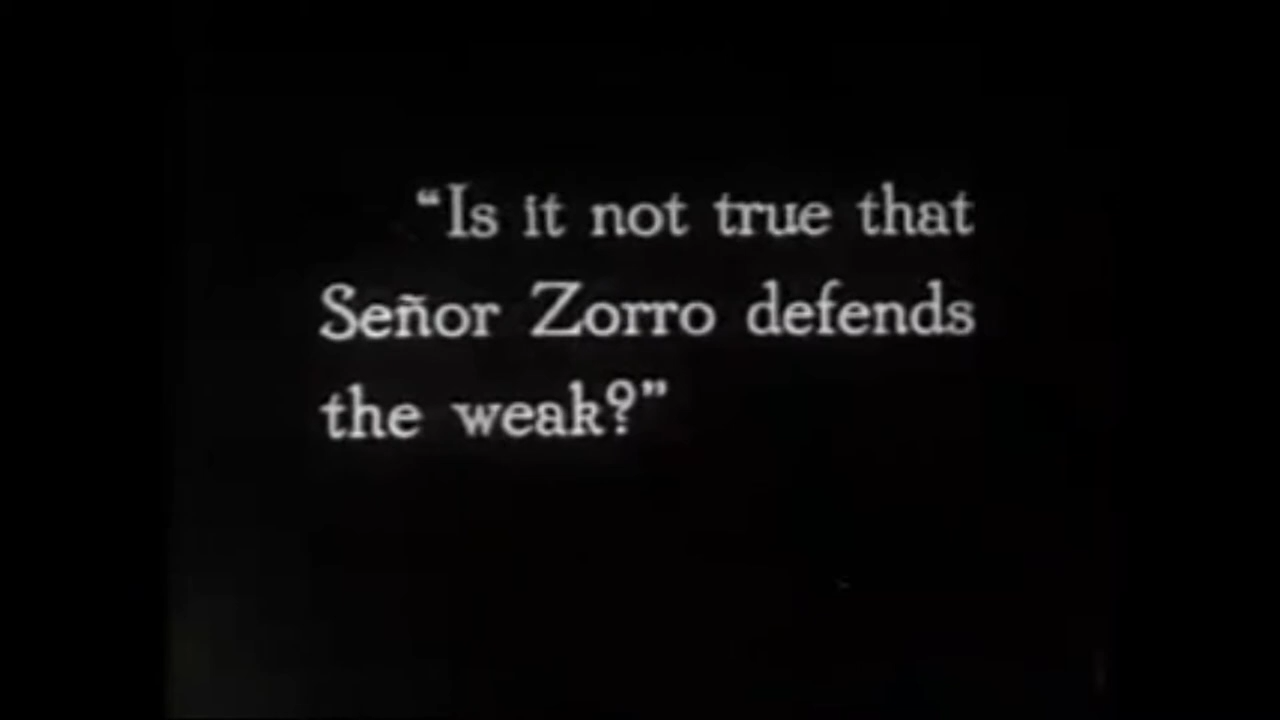 “Is it not true that
Señor Zorro defends
the weak?”